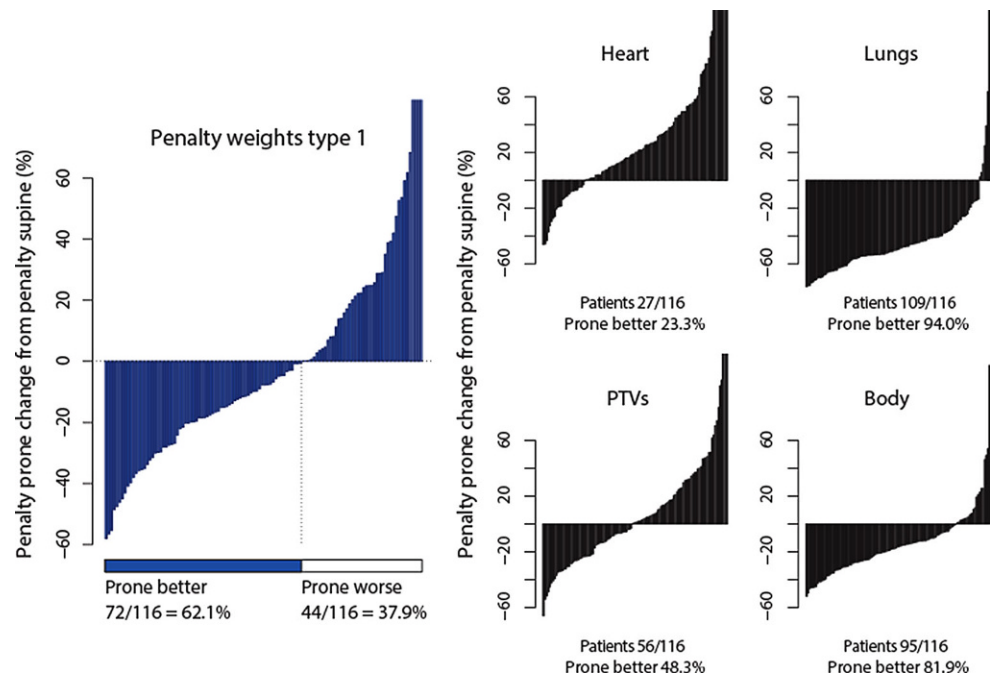 Penalty weights type 1
Penalty prone change from penalty supine (%)
60
40
20
0
−20
−40
−60
Prone better
72/116 = 62.1%
Prone worse
44/116 = 37.9%
Penalty prone change from penalty supine (%)
Heart
60
20
−20
−60
Patients 27/116
Prone better 23.3%
Lungs
60
20
−20
−60
Patients 109/116
Prone better 94.0%
PTVs
60
20
−20
−60
Patients 56/116
Prone better 48.3%
Body
60
20
−20
−60
Patients 95/116
Prone better 81.9%